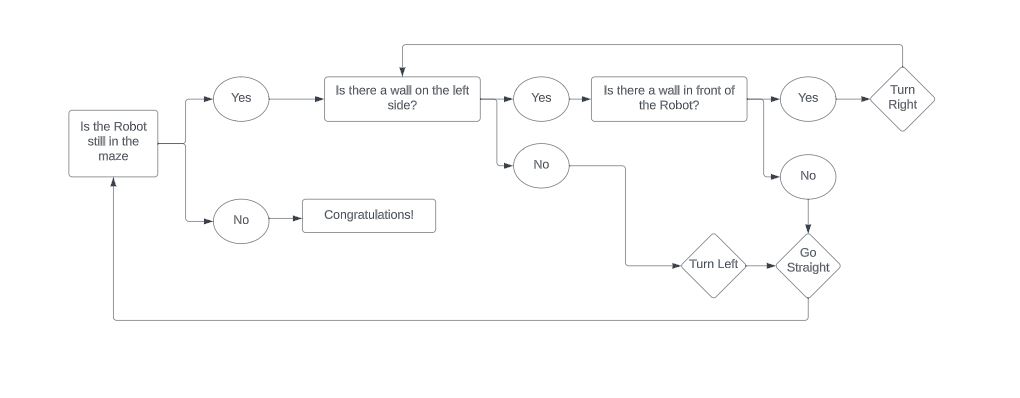 Is the Robot
still in the
maze
Yes
Is there a wall on the left
side?
Yes
Is there a wall in front of
the Robot?
Yes
Turn
Right
No
No
No
Congratulations!
Turn Left
Go
Straight